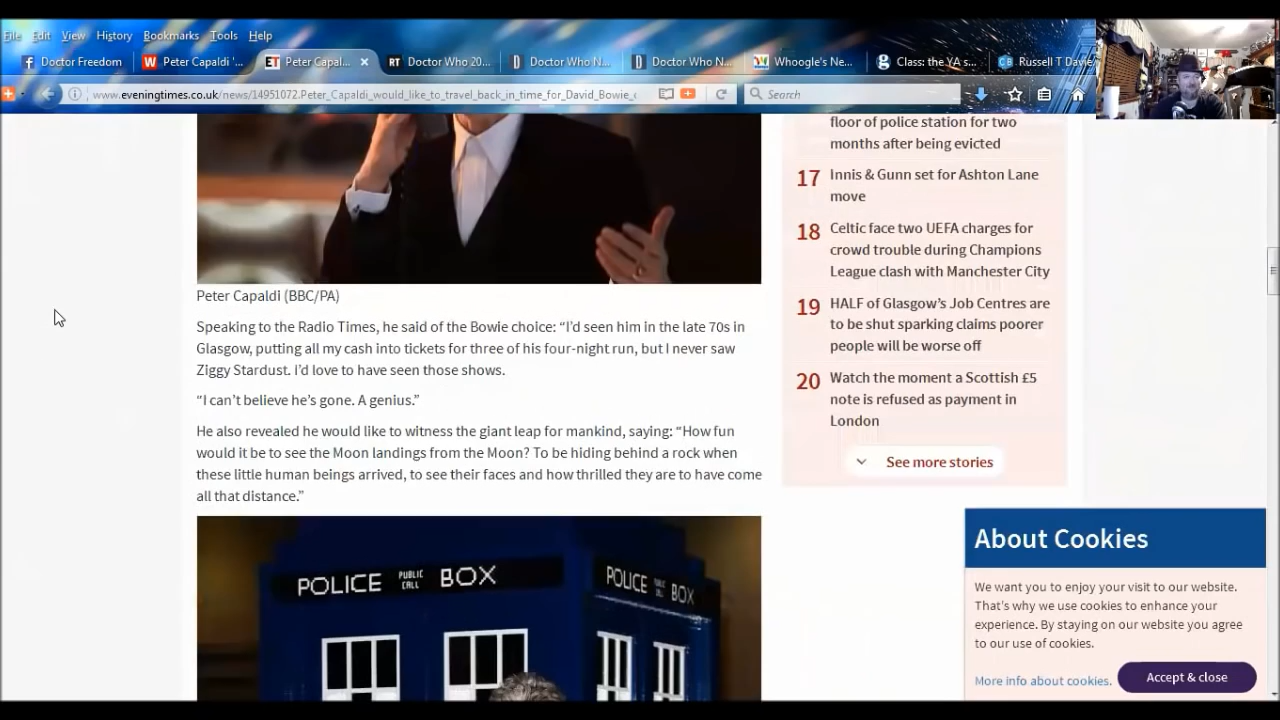 File Edit View History Bookmarks Tools Help
Doctor Freedom
Peter Capaldi '...
ET Peter Capal...
RT Doctor Who 20...
Doctor Who N...
Doctor Who N...
Whoogle's Ne...
Class: the YA s...
Russell T Davie
www.eveningtimes.co.uk/news/14951072.Peter_Capaldi_would_like_to_travel_back_in_time_for_David_Bowie_
Search
Peter Capaldi (BBC/PA)
Speaking to the Radio Times, he said of the Bowie choice: “I’d seen him in the late 70s in
Glasgow, putting all my cash into tickets for three of his four-night run, but I never saw
Ziggy Stardust. I’d love to have seen those shows.
“I can’t believe he’s gone. A genius.”
He also revealed he would like to witness the giant leap for mankind, saying: “How fun
would it be to see the Moon landings from the Moon? To be hiding behind a rock when
these little human beings arrived, to see their faces and how thrilled they are to have come
all that distance.”
POLICE PUBLIC CALL BOX
POLICE BOX
floor of police station for two
months after being evicted
17 Innis & Gunn set for Ashton Lane
move
18 Celtic face two UEFA charges for
crowd trouble during Champions
League clash with Manchester City
19 HALF of Glasgow’s Job Centres are
to be shut sparking claims poorer
people will be worse off
20 Watch the moment a Scottish £5
note is refused as payment in
London
See more stories
About Cookies
We want you to enjoy your visit to our website.
That’s why we use cookies to enhance your
experience. By staying on our website you agree
to our use of cookies.
More info about cookies.
Accept & close